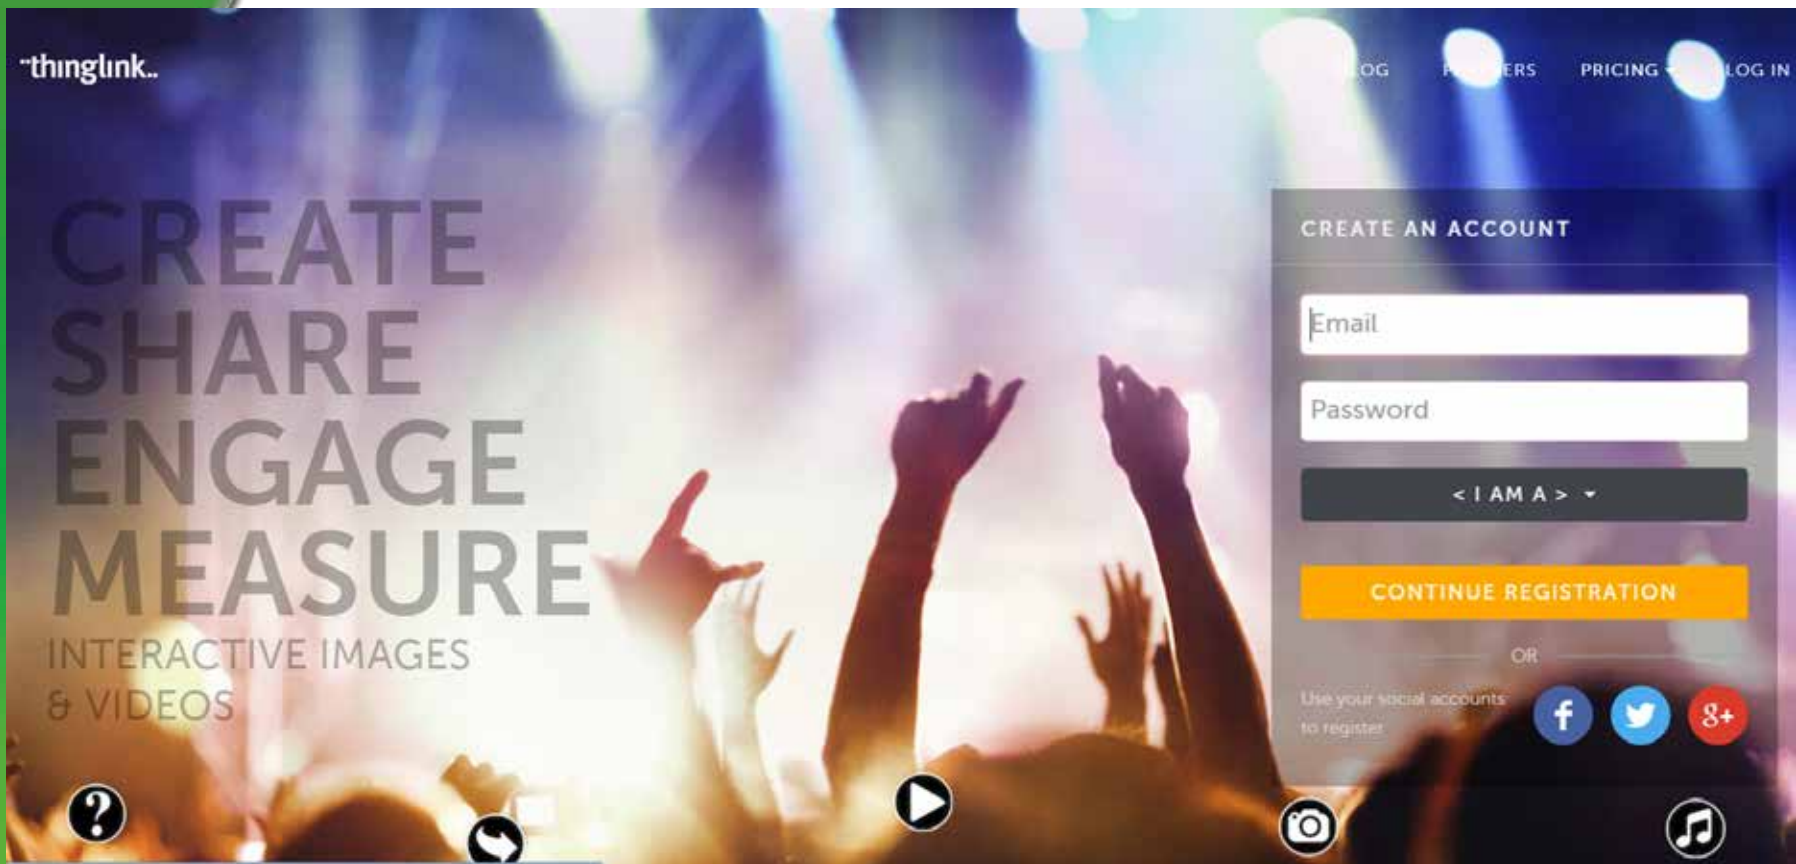 thinglink..
PRICING
LOG IN
CREATE
SHARE
ENGAGE
MEASURE
INTERACTIVE IMAGES
& VIDEOS
CREATE AN ACCOUNT
Email
Password
< I AM A >
CONTINUE REGISTRATION
OR
Use your social accounts
to register
f
g+
?